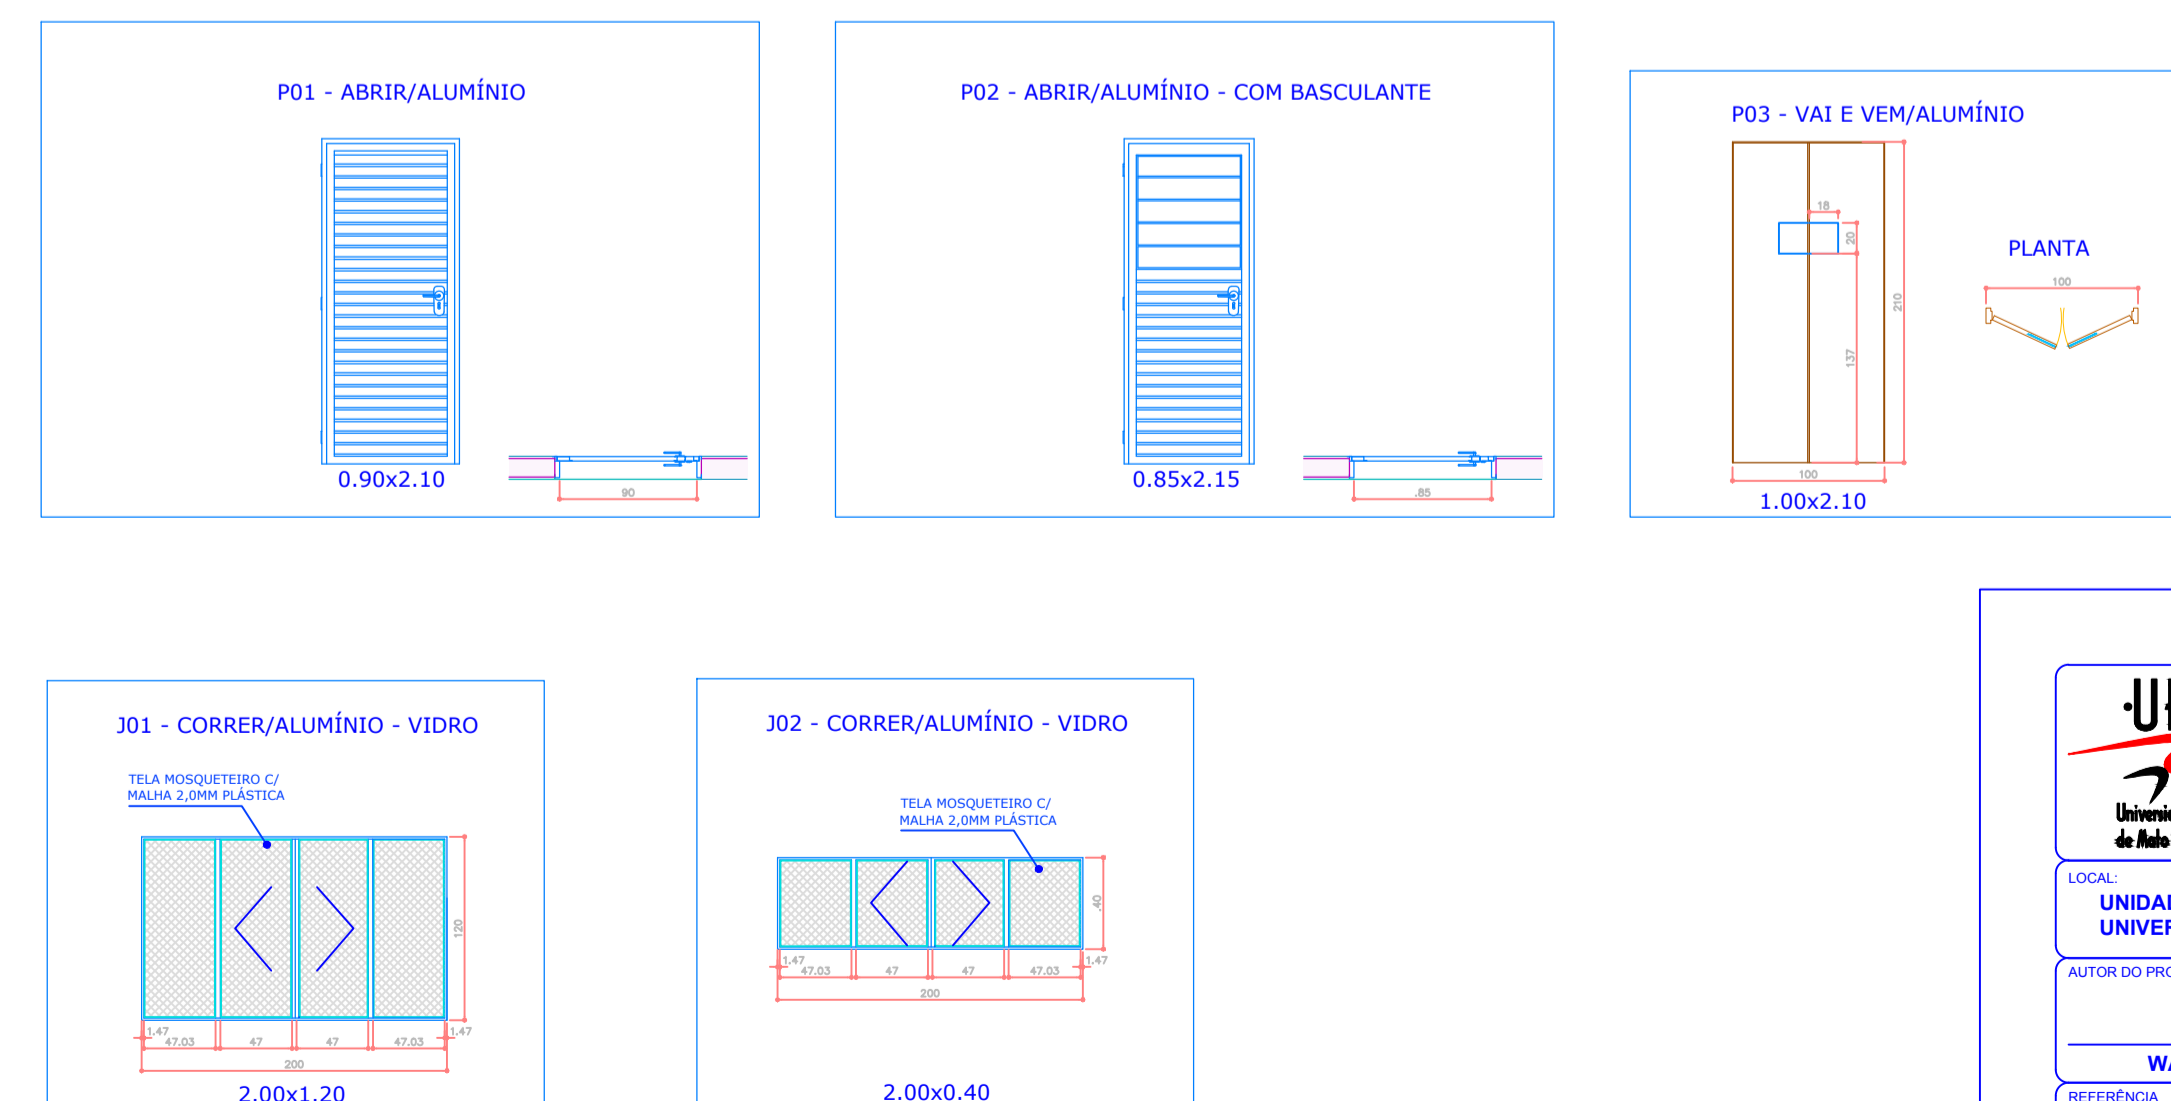 P01 - ABRIR/ALUMÍNIO
0.90x2.10
90
P02 - ABRIR/ALUMÍNIO - COM BASCULANTE
0.85x2.15
.85
P03 - VAI E VEM/ALUMÍNIO
18
20
137
210
100
1.00x2.10
PLANTA
100
J01 - CORRER/ALUMÍNIO - VIDRO
TELA MOSQUETEIRO C/
MALHA 2,0MM PLÁSTICA
120
1.47
47.03
47
47
47.03
1.47
200
2.00x1.20
J02 - CORRER/ALUMÍNIO - VIDRO
TELA MOSQUETEIRO C/
MALHA 2,0MM PLÁSTICA
.40
1.47
47.03
47
47
47.03
1.47
200
2.00x0.40
de Mato
LOCAL:
REFERÊNCIA